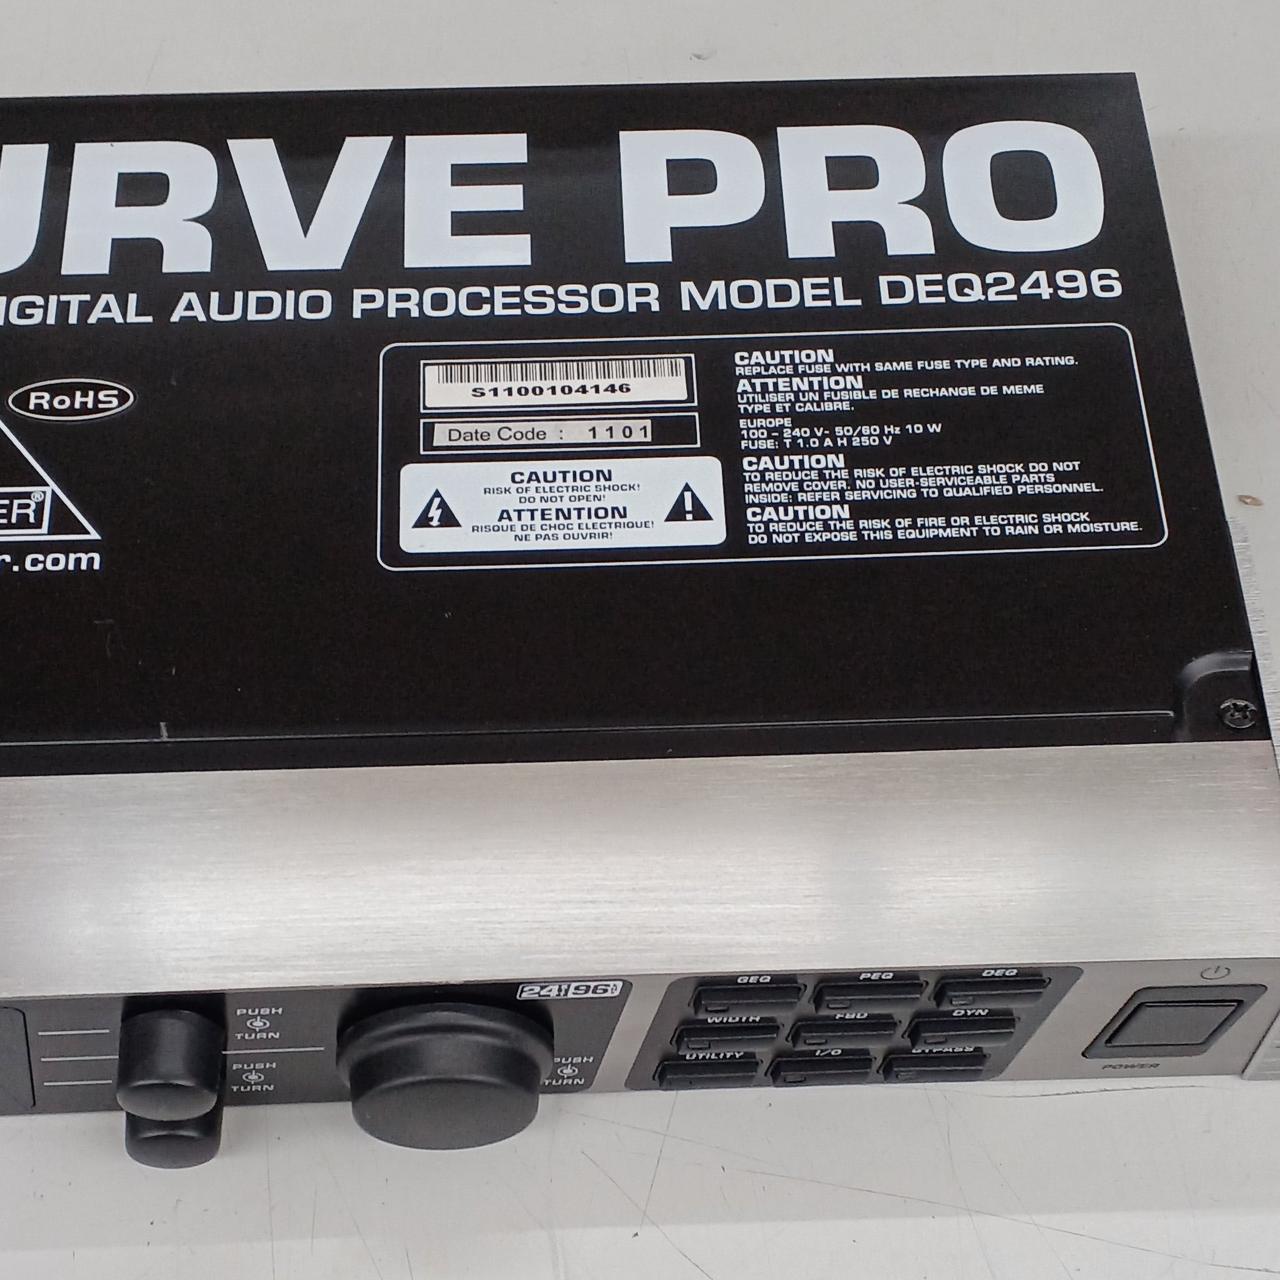 URVE PRO
IGITAL AUDIO PROCESSOR MODEL DEQ2496
RoHS
ER®
r.com
S1100104146
Date Code : 1101
CAUTION
RISK OF ELECTRIC SHOCK!
DO NOT OPEN!
ATTENTION
RISQUE DE CHOC ELECTRIQUE!
NE PAS OUVRIR!
CAUTION
REPLACE FUSE WITH SAME FUSE TYPE AND RATING.
ATTENTION
UTILISER UN FUSIBLE DE RECHANGE DE MEME
TYPE ET CALIBRE.
EUROPE
100 - 240 V~ 50/60 Hz 10 W
FUSE: T 1.0 A H 250 V
CAUTION
TO REDUCE THE RISK OF ELECTRIC SHOCK DO NOT
REMOVE COVER. NO USER-SERVICEABLE PARTS
INSIDE: REFER SERVICING TO QUALIFIED PERSONNEL.
CAUTION
TO REDUCE THE RISK OF FIRE OR ELECTRIC SHOCK
DO NOT EXPOSE THIS EQUIPMENT TO RAIN OR MOISTURE.
PUSH
TURN
PUSH
TURN
24 96
PUSH
TURN
GEQ PEQ DEQ
WIDTH FBD DYN
UTILITY I/O BYPASS
POWER